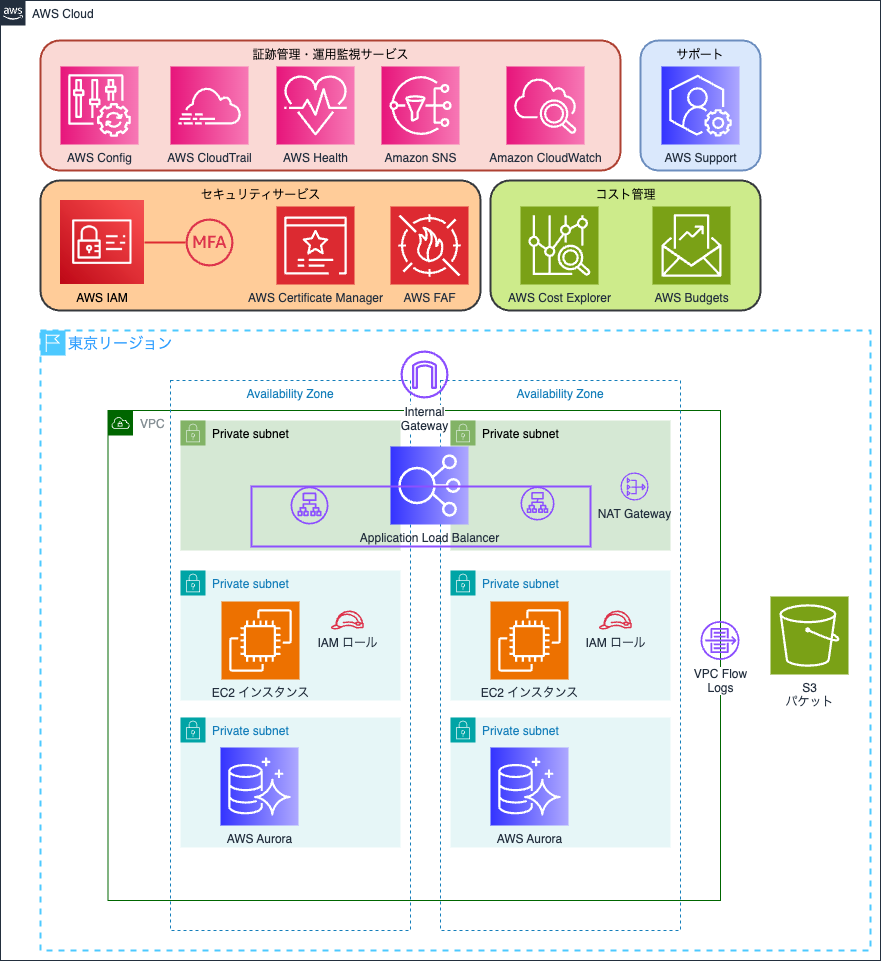 aws
AWS Cloud
証跡管理・運用監視サービス
AWS Config
AWS CloudTrail
AWS Health
Amazon SNS
Amazon CloudWatch
サポート
AWS Support
セキュリティサービス
MFA
AWS IAM
AWS Certificate Manager
AWS FAF
コスト管理
AWS Cost Explorer
AWS Budgets
東京リージョン
Availability Zone
Availability Zone
Internal
Gateway
VPC
Private subnet
Private subnet
NAT Gateway
Application Load Balancer
Private subnet
Private subnet
IAM ロール
IAM ロール
EC2 インスタンス
EC2 インスタンス
VPC Flow
Logs
S3
バケット
Private subnet
Private subnet
AWS Aurora
AWS Aurora